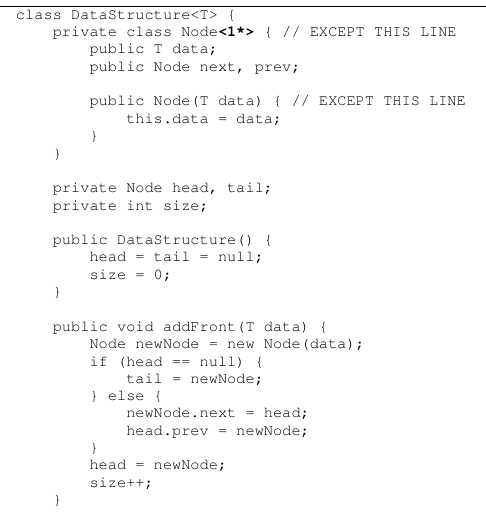 class DataStructure<T> {
    private class Node<1*> { // EXCEPT THIS LINE
        public T data;
        public Node next, prev;

        public Node(T data) { // EXCEPT THIS LINE
            this.data = data;
        }
    }

    private Node head, tail;
    private int size;

    public DataStructure() {
        head = tail = null;
        size = 0;
    }

    public void addFront(T data) {
        Node newNode = new Node(data);
        if (head == null) {
            tail = newNode;
        } else {
            newNode.next = head;
            head.prev = newNode;
        }
        head = newNode;
        size++;
    }